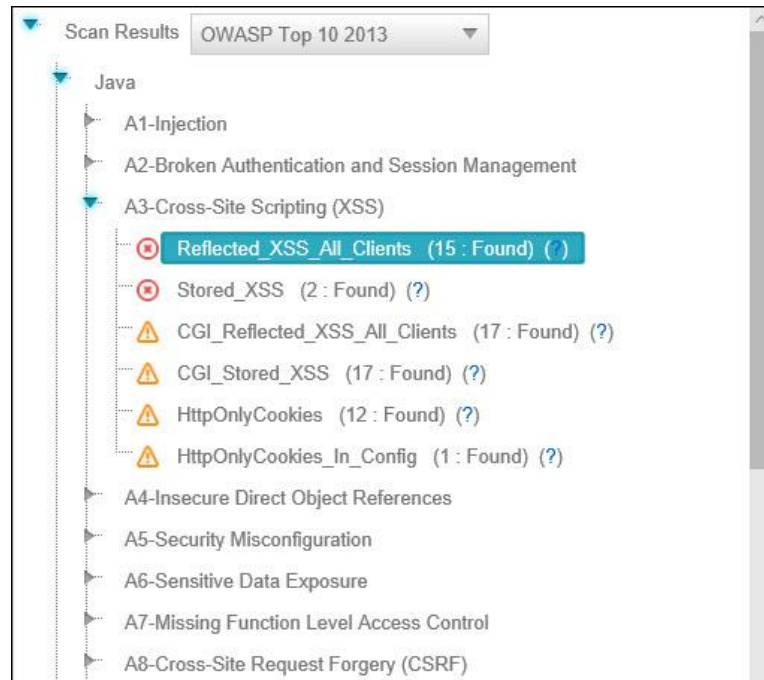 Scan Results OWASP Top 10 2013
Java
A1-Injection
A2-Broken Authentication and Session Management
A3-Cross-Site Scripting (XSS)
Reflected_XSS_All_Clients (15 : Found) (?)
Stored_XSS (2 : Found) (?)
CGI_Reflected_XSS_All_Clients (17 : Found) (?)
CGI_Stored_XSS (17 : Found) (?)
HttpOnlyCookies (12 : Found) (?)
HttpOnlyCookies_In_Config (1 : Found) (?)
A4-Insecure Direct Object References
A5-Security Misconfiguration
A6-Sensitive Data Exposure
A7-Missing Function Level Access Control
A8-Cross-Site Request Forgery (CSRF)